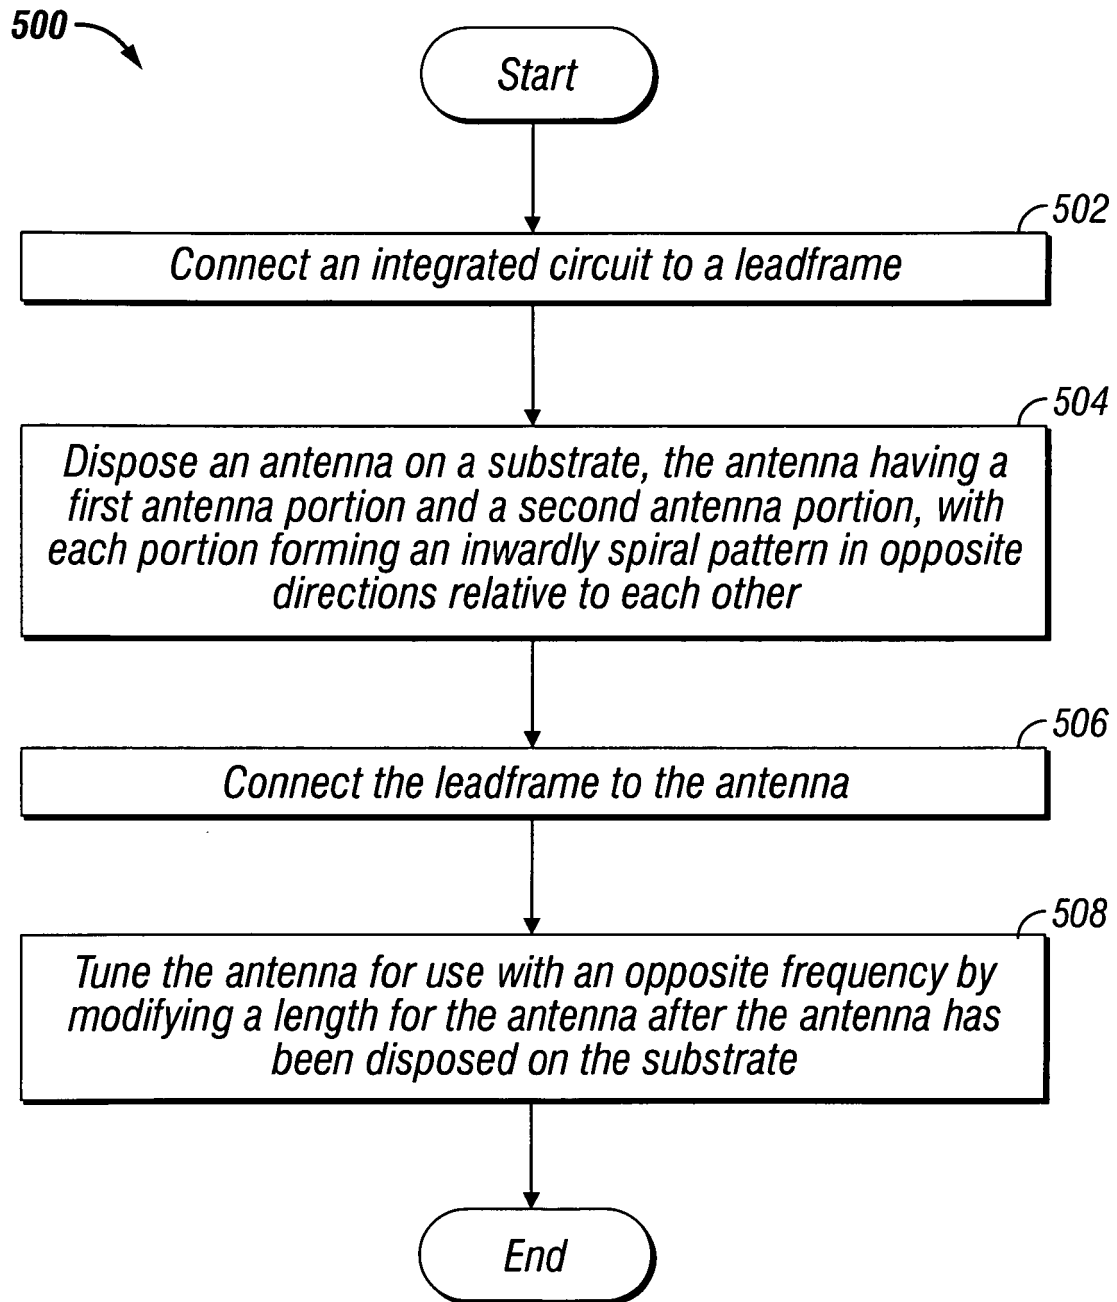 500
Start
502
Connect an integrated circuit to a leadframe
504
Dispose an antenna on a substrate, the antenna having a
first antenna portion and a second antenna portion, with
each portion forming an inwardly spiral pattern in opposite
directions relative to each other
506
Connect the leadframe to the antenna
508
Tune the antenna for use with an opposite frequency by
modifying a length for the antenna after the antenna has
been disposed on the substrate
End